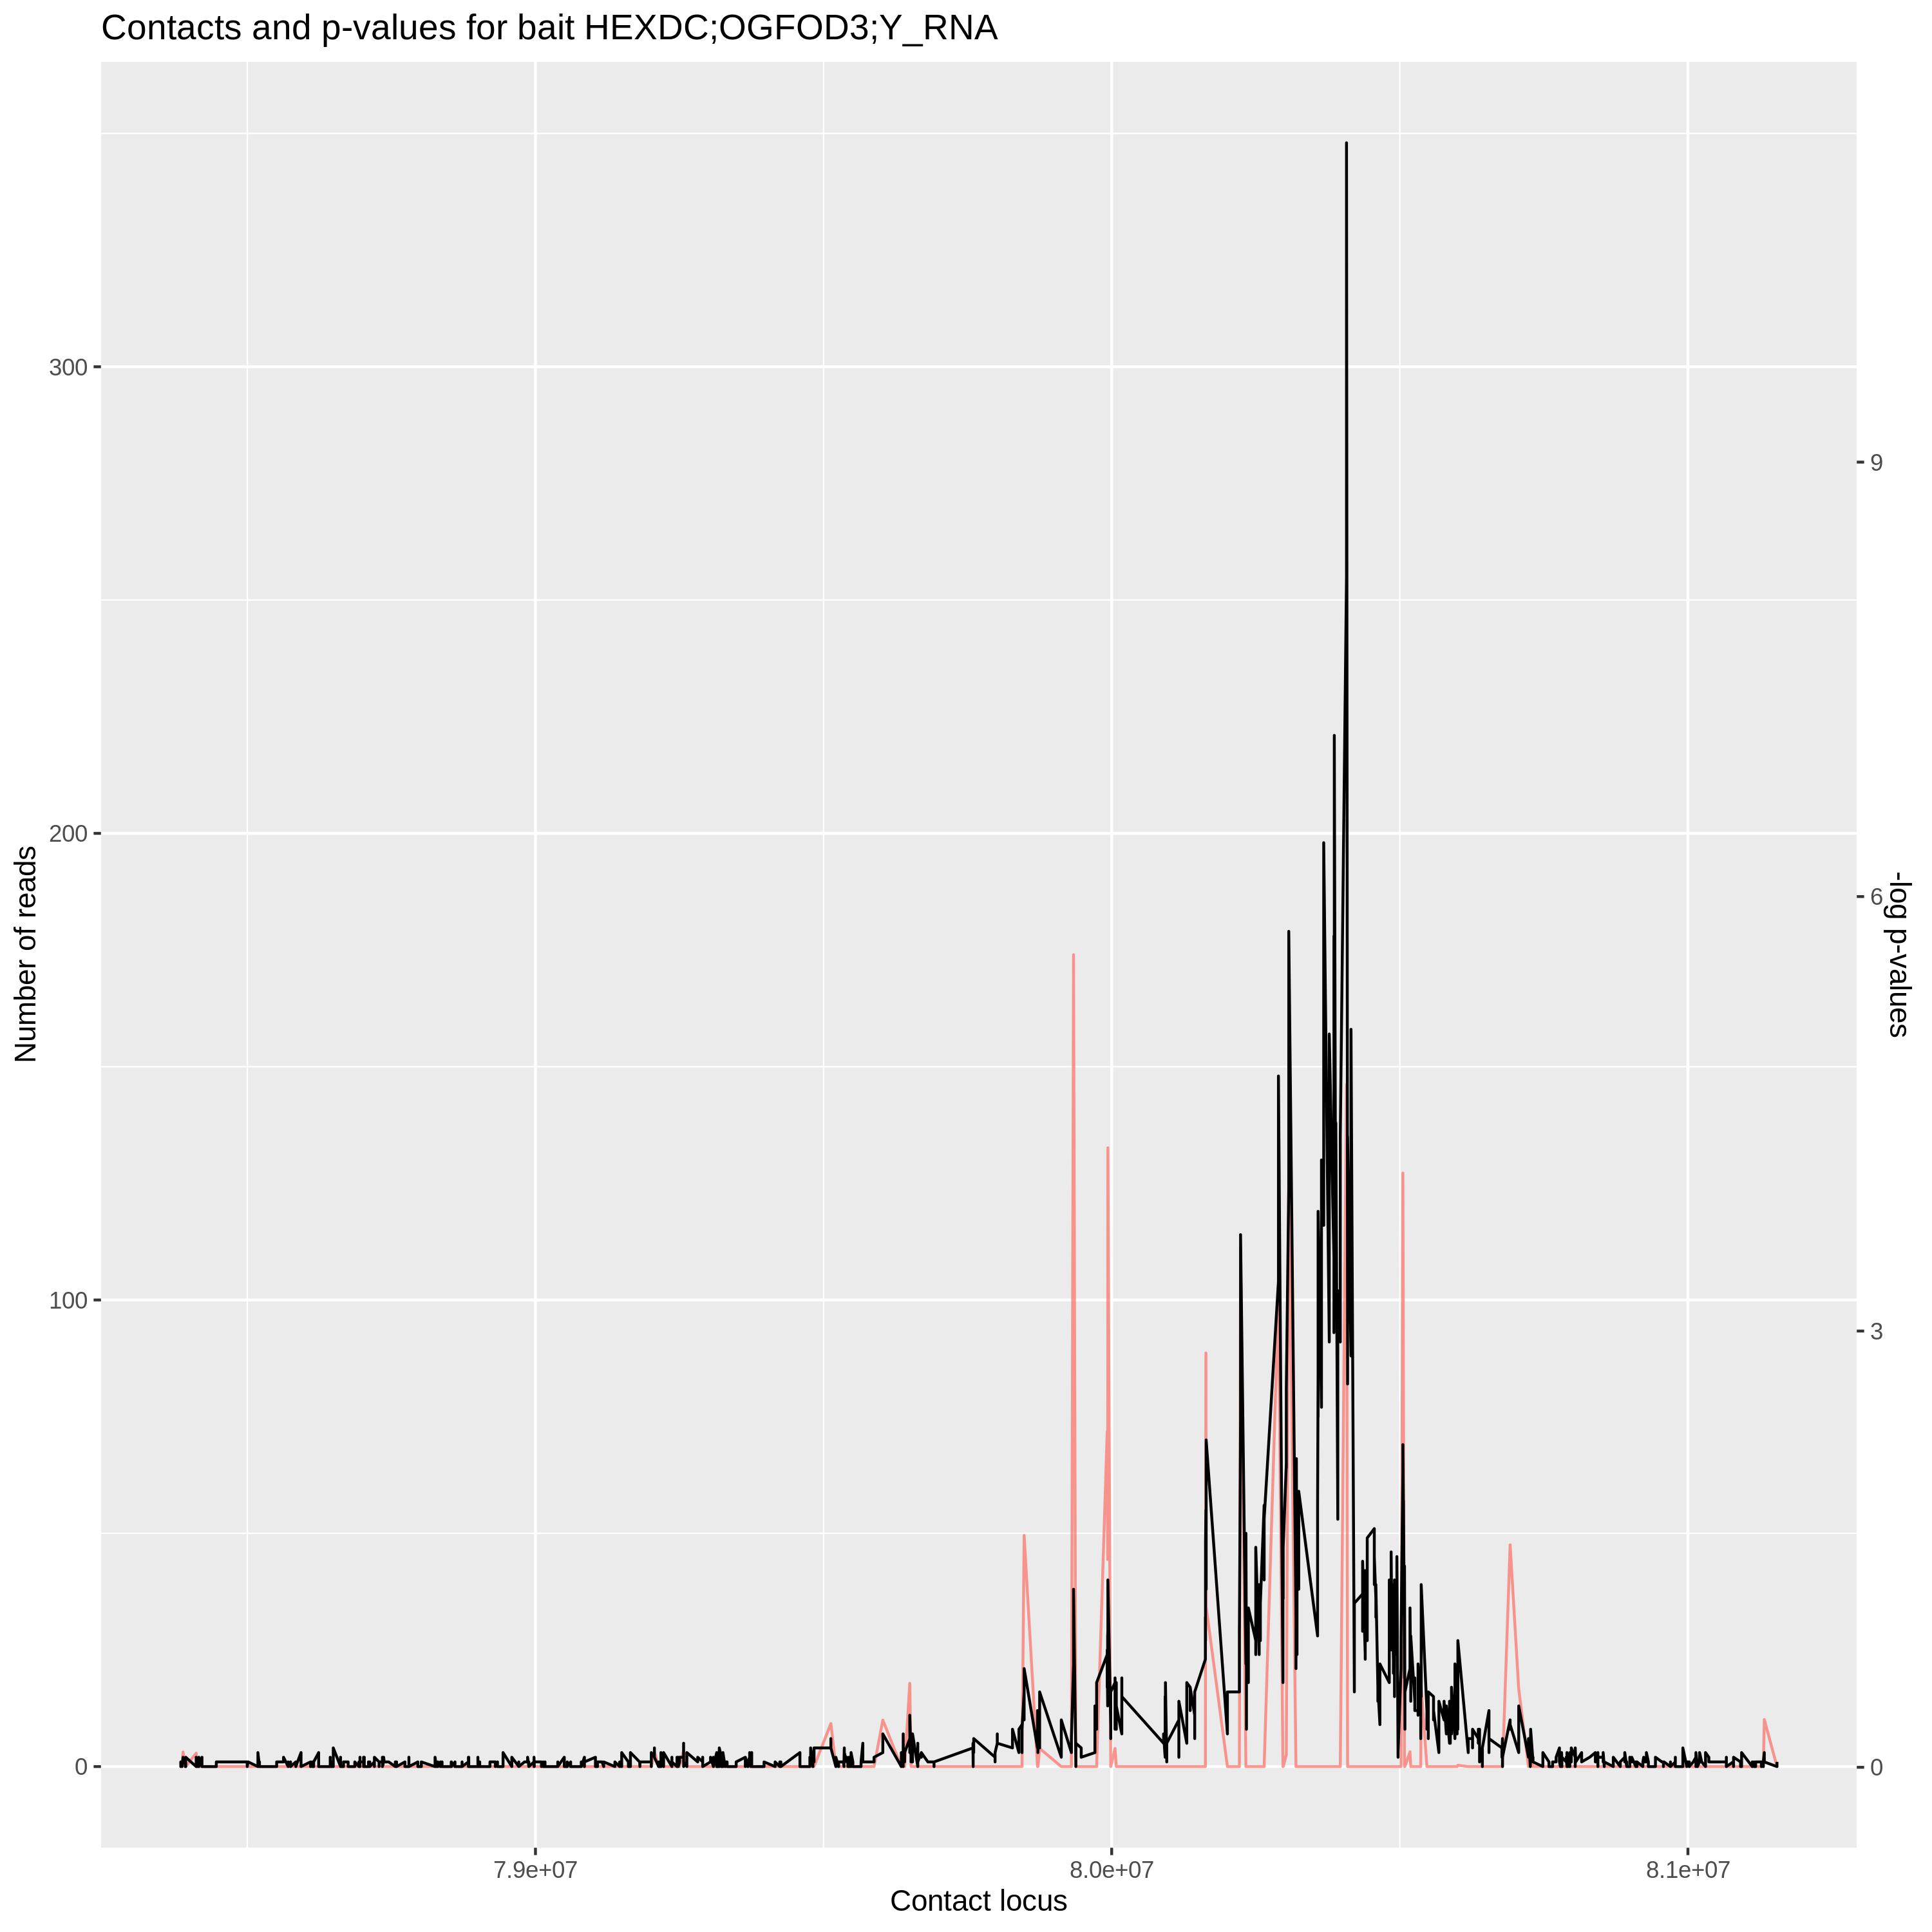 Contacts and p-values for bait HEXDC;OGFOD3;Y_RNA
300
200
100
0
Number of reads
9
6
3
0
-log p-values
7.9e+07
8.0e+07
8.1e+07
Contact locus